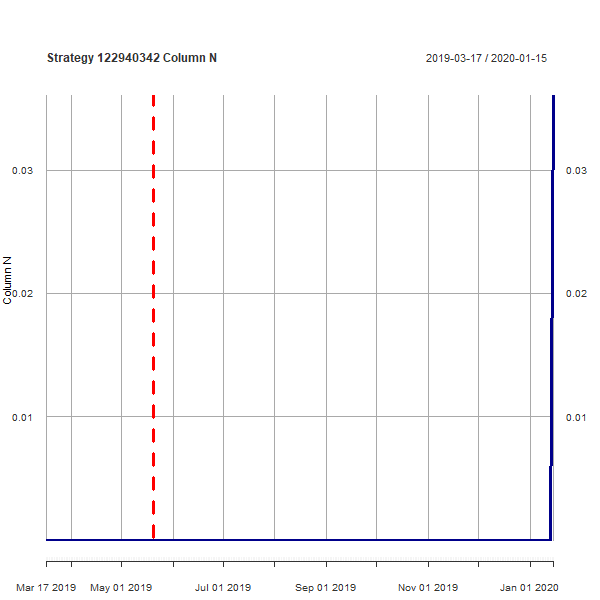 Strategy 122940342 Column N
2019-03-17 / 2020-01-15
0.03
0.03
Column N
0.02
0.02
0.01
0.01
Mar 17 2019
May 01 2019
Jul 01 2019
Sep 01 2019
Nov 01 2019
Jan 01 2020